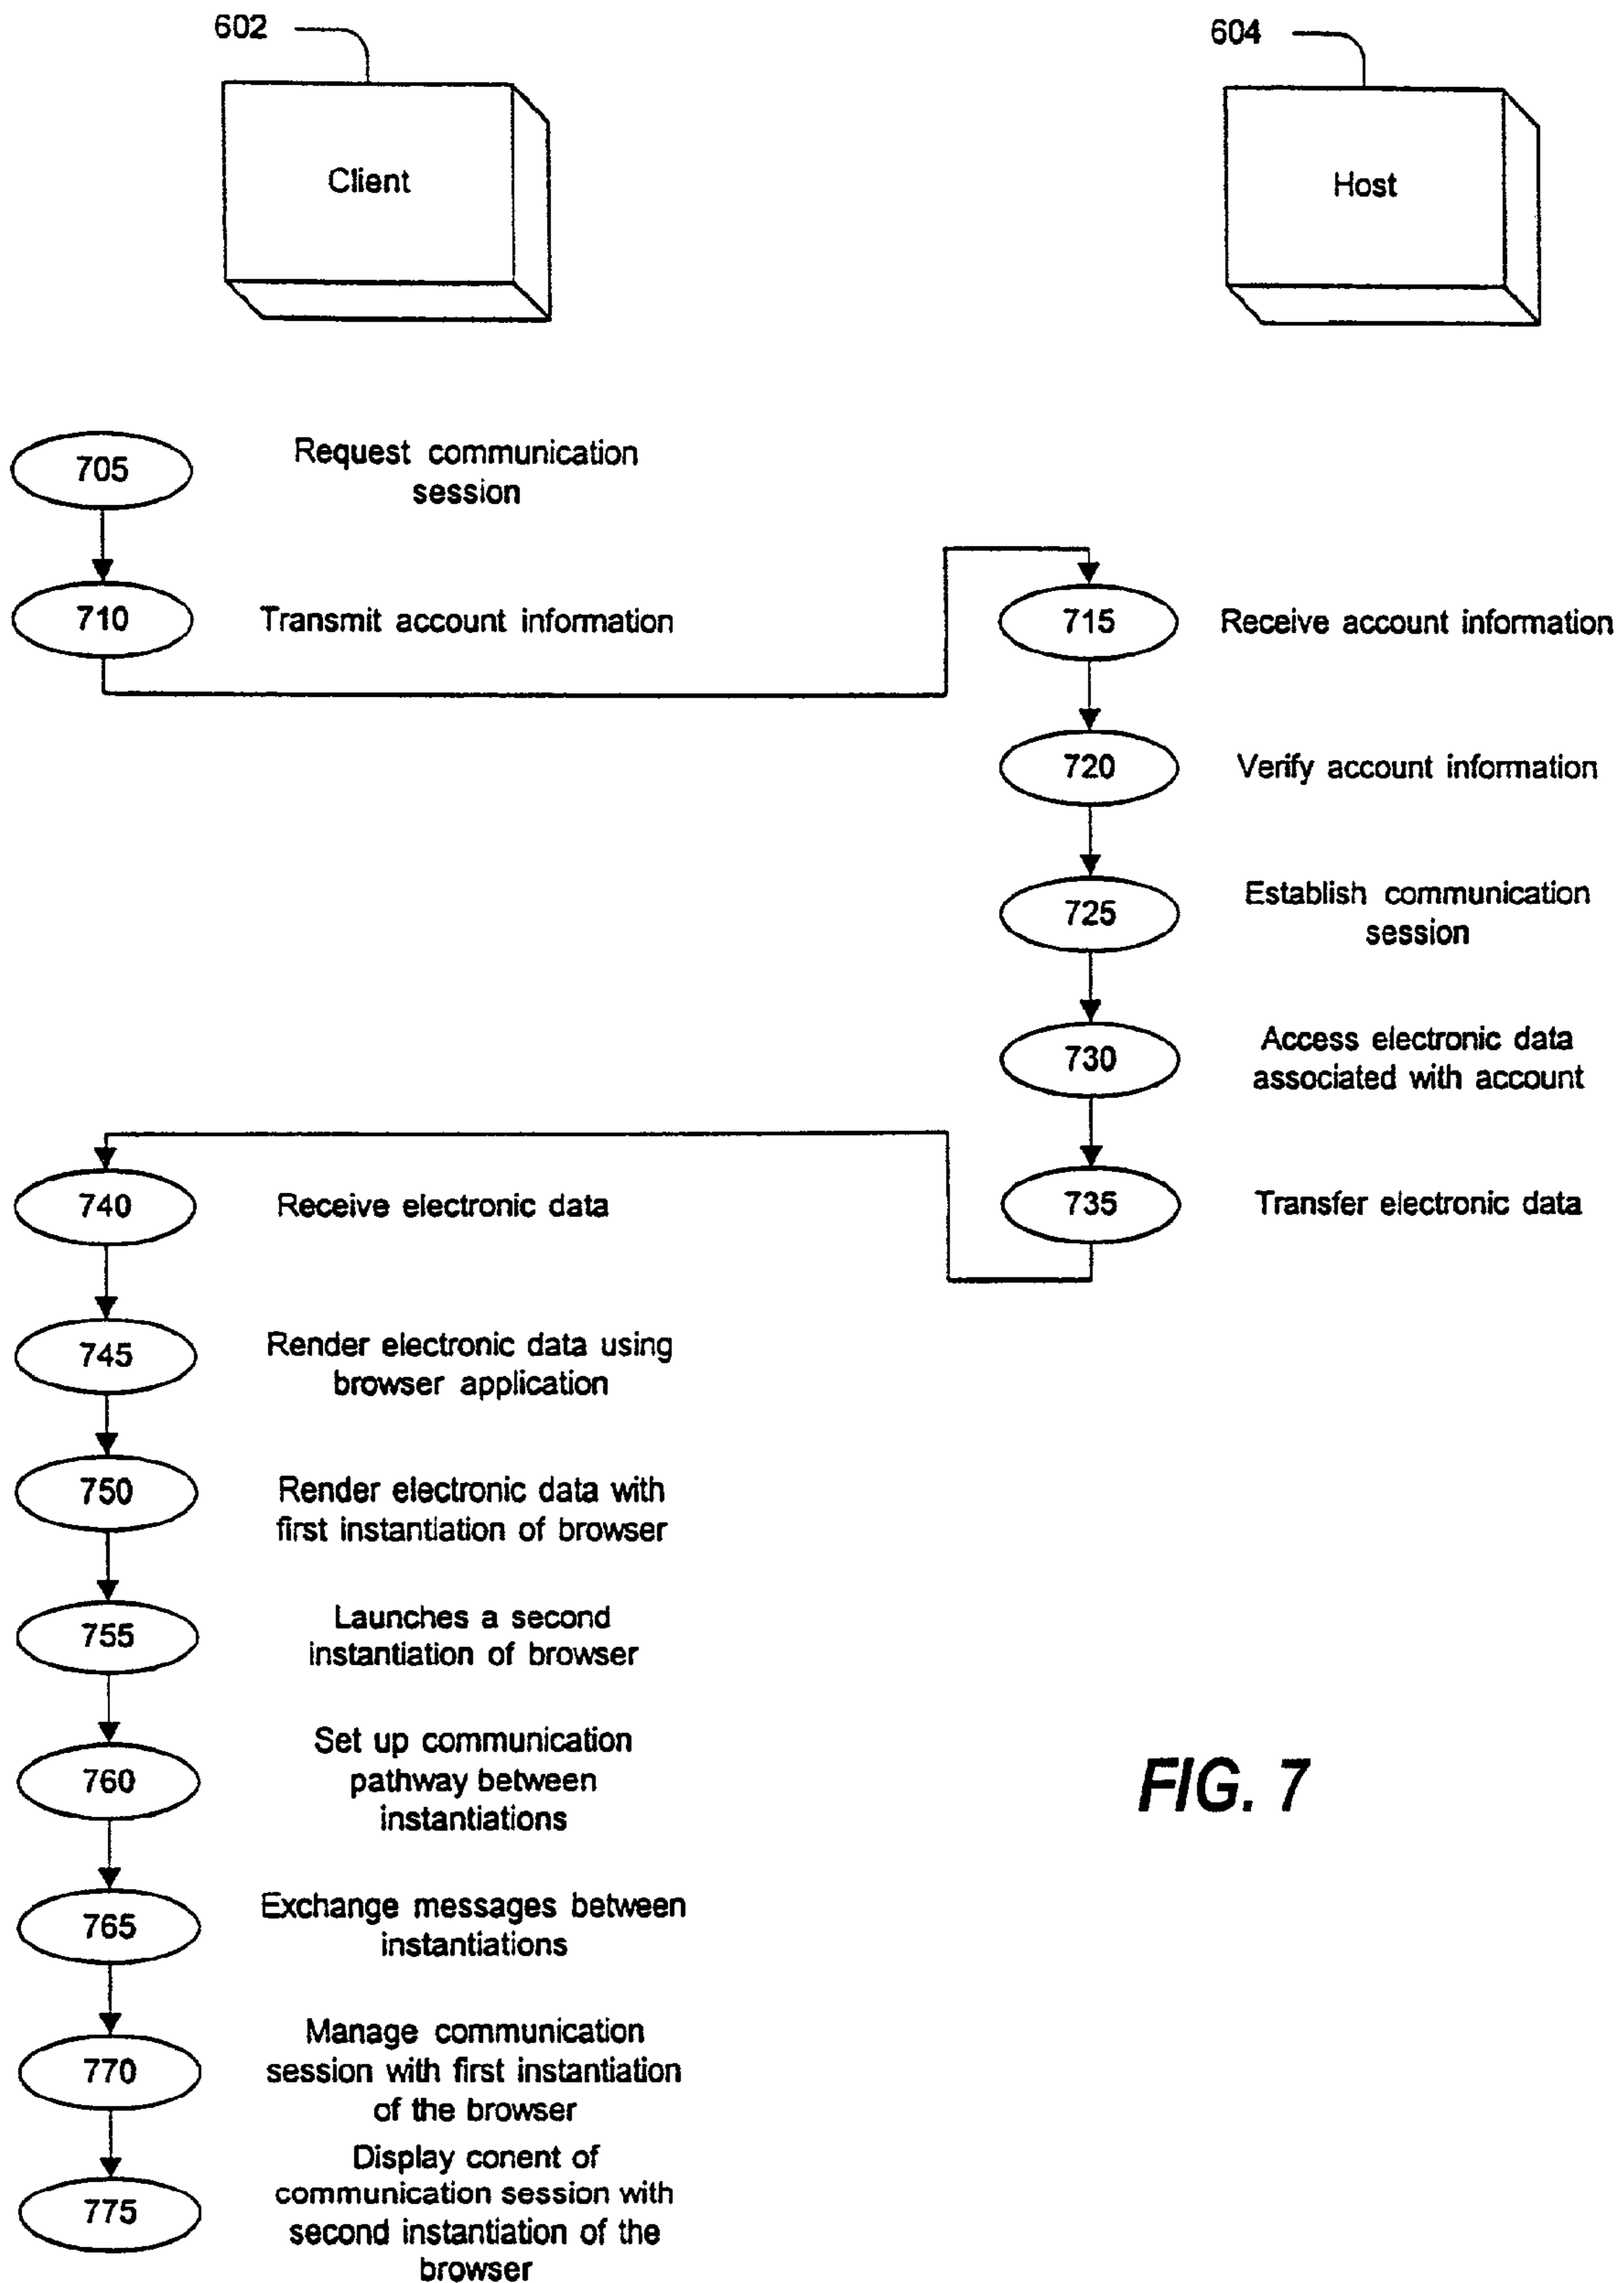 602
604
Client
Host
705
Request communication
session
710
Transmit account information
715
Receive account information
720
Verify account information
725
Establish communication
session
730
Access electronic data
associated with account
735
Transfer electronic data
740
Receive electronic data
745
Render electronic data using
browser application
750
Render electronic data with
first instantiation of browser
755
Launches a second
instantiation of browser
760
Set up communication
pathway between
instantiations
765
Exchange messages between
instantiations
770
Manage communication
session with first instantiation
of the browser
775
Display conent of
communication session with
second instantiation of the
browser
FIG. 7